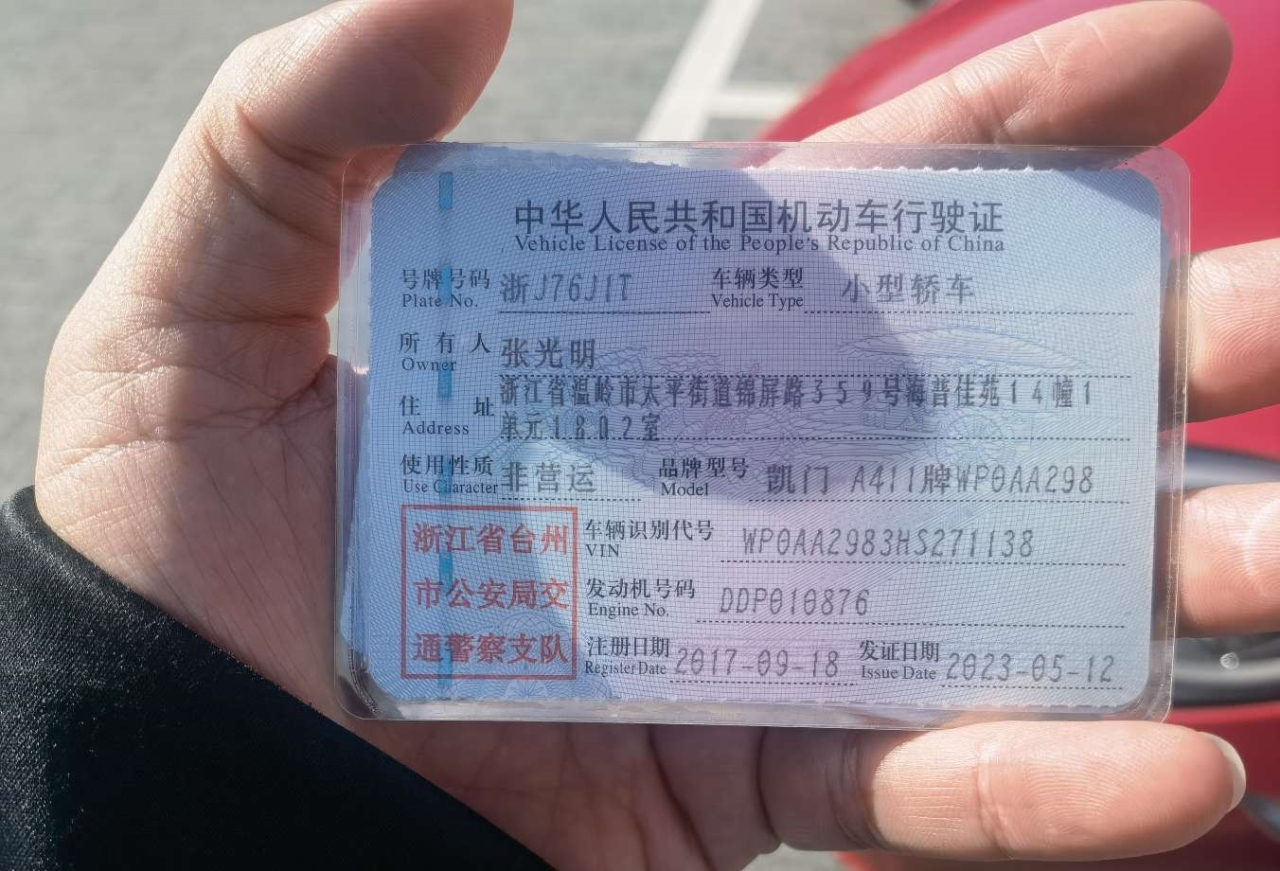 中华人民共和国机动车行驶证
Vehicle License of the People's Republic of China
号牌号码 浙J76J1T 车辆类型 小型轿车
Plate No. Vehicle Type
所有人 张光明
Owner
住址 浙江省温岭市太平街道锦屏路359号海普佳苑14幢1
Address 单元1802室
使用性质 非营运 品牌型号 凯门 A411牌WP0AA298
Use Character Model
浙江省台州 车辆识别代号 WP0AA2983HS271138
VIN
市公安局交 发动机号码 DDP010876
Engine No.
通警察支队 注册日期 2017-09-18 发证日期 2023-05-12
Register Date Issue Date